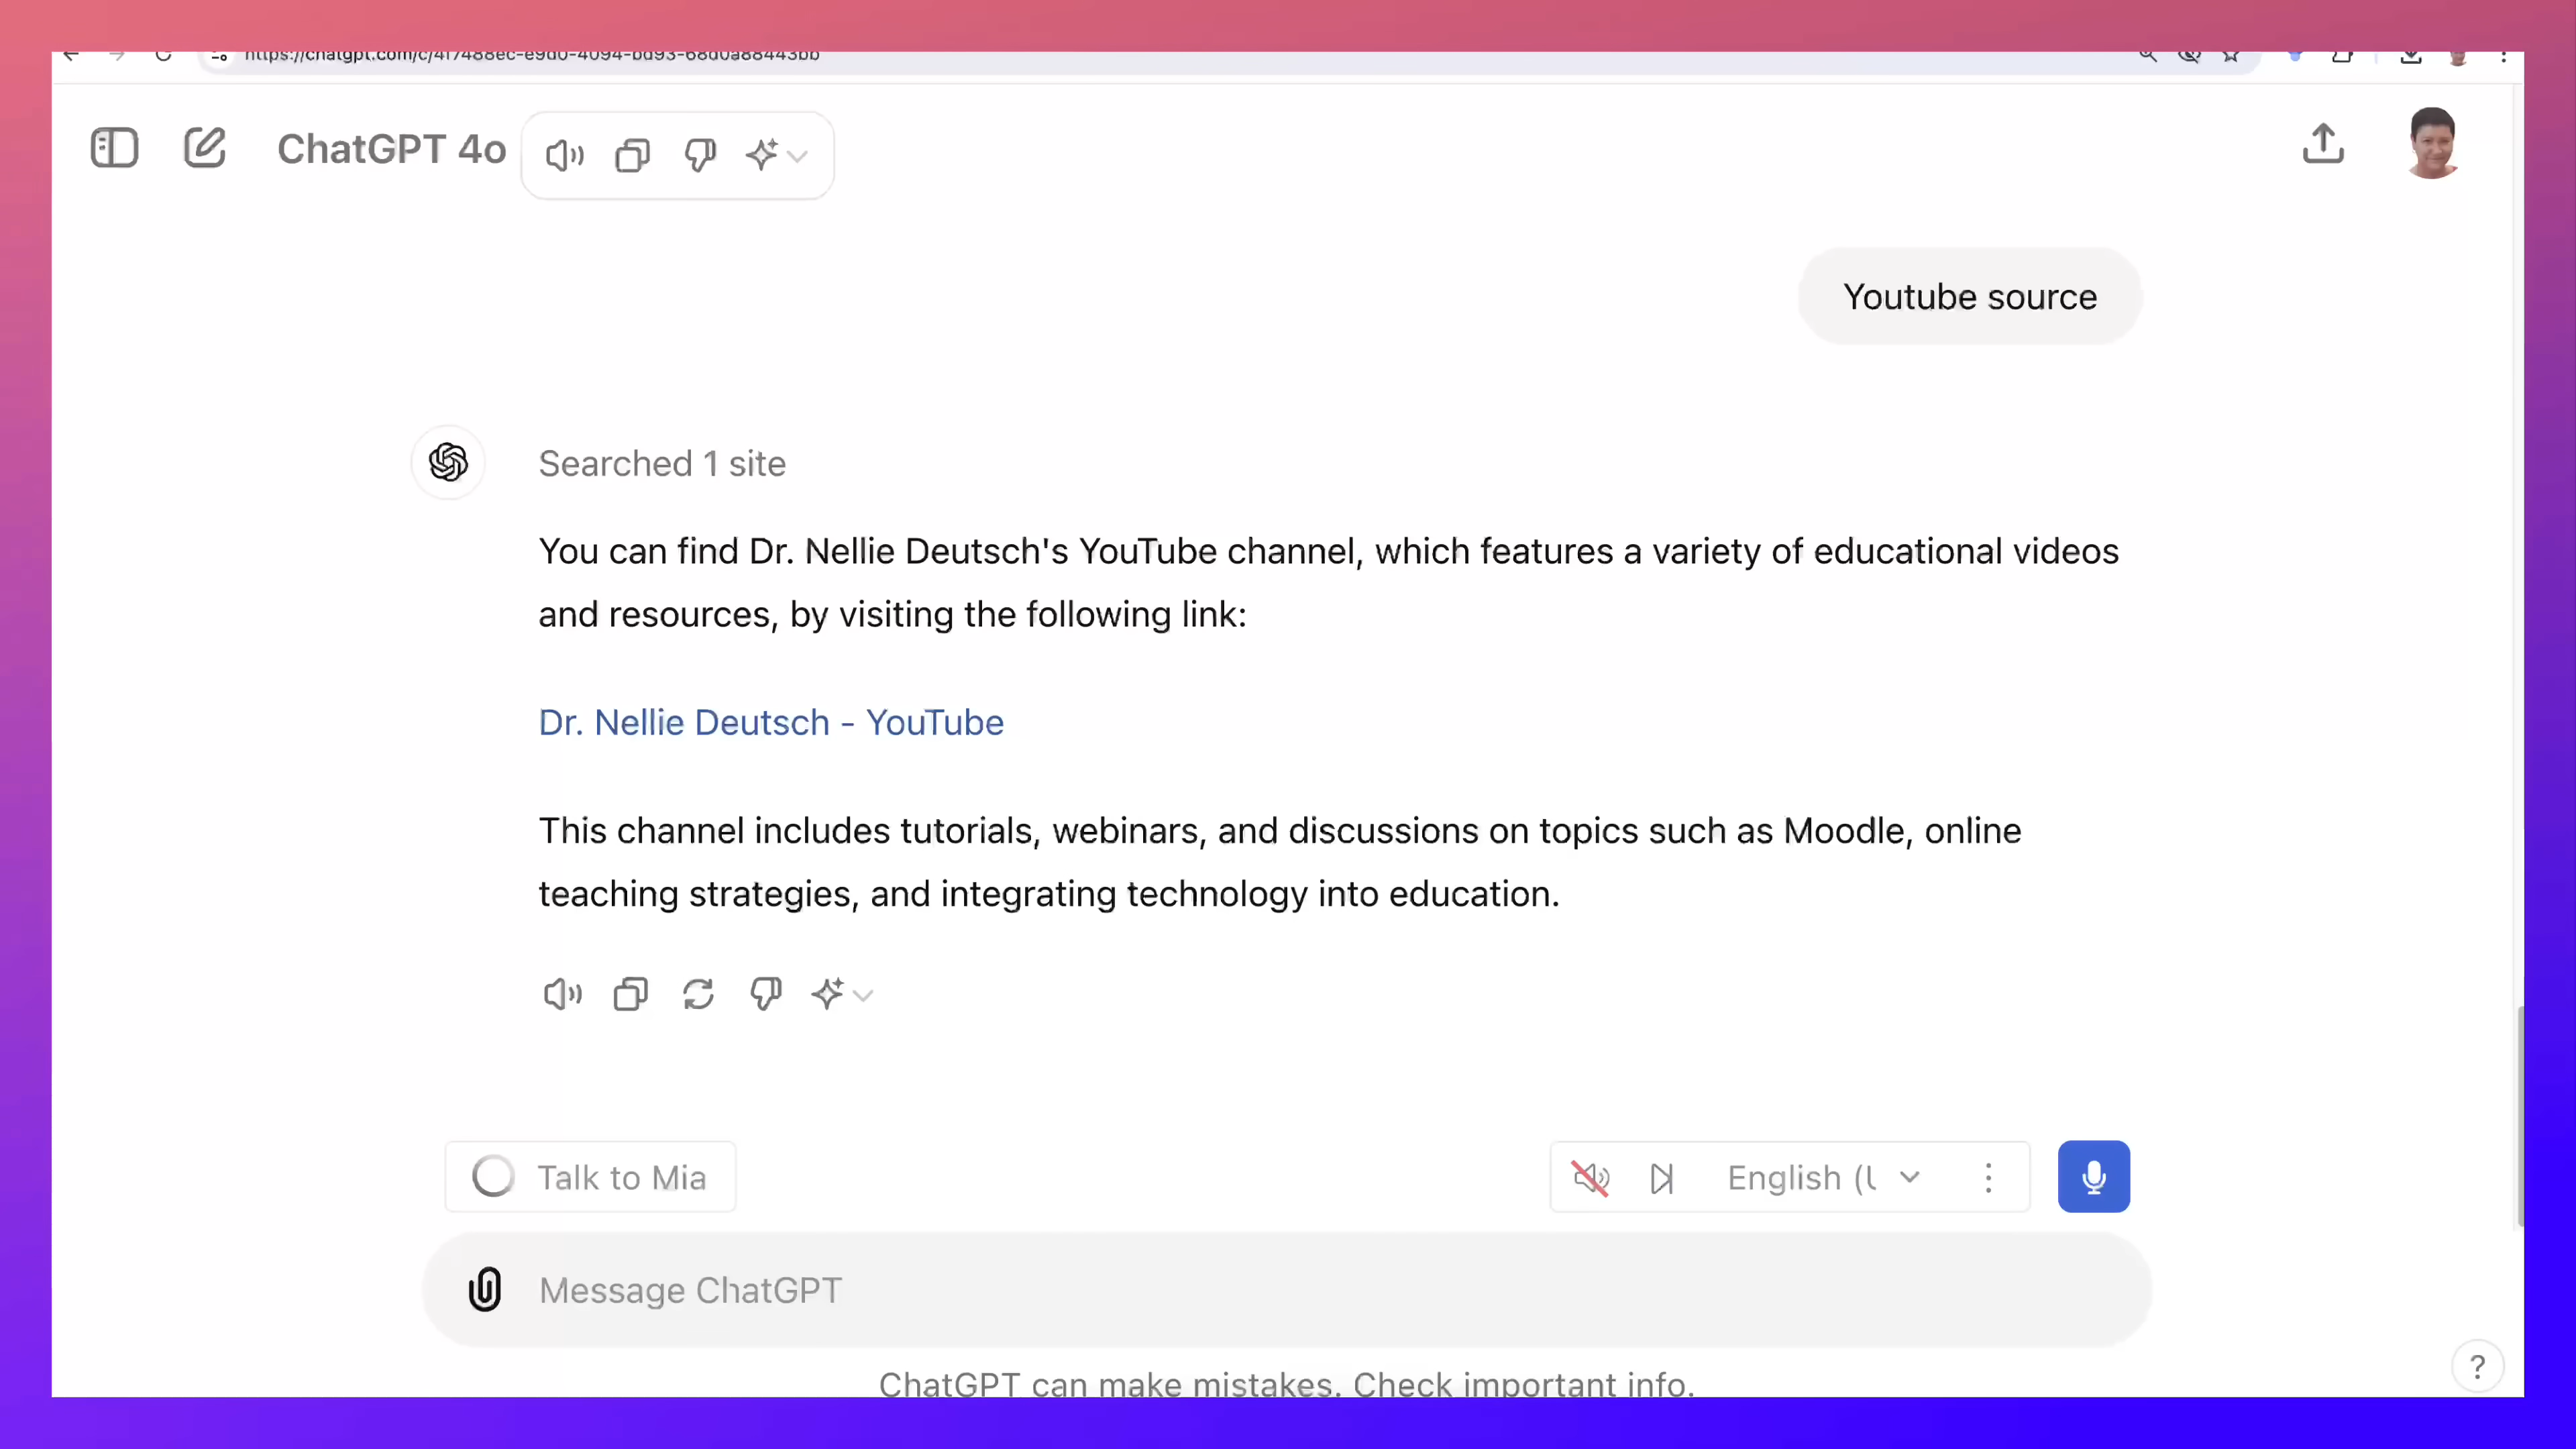 ChatGPT 4o
Youtube source
Searched 1 site
You can find Dr. Nellie Deutsch's YouTube channel, which features a variety of educational videos
and resources, by visiting the following link:
Dr. Nellie Deutsch - YouTube
This channel includes tutorials, webinars, and discussions on topics such as Moodle, online
teaching strategies, and integrating technology into education.
Talk to Mia
English (U
Message ChatGPT
ChatGPT can make mistakes. Check important info.
?